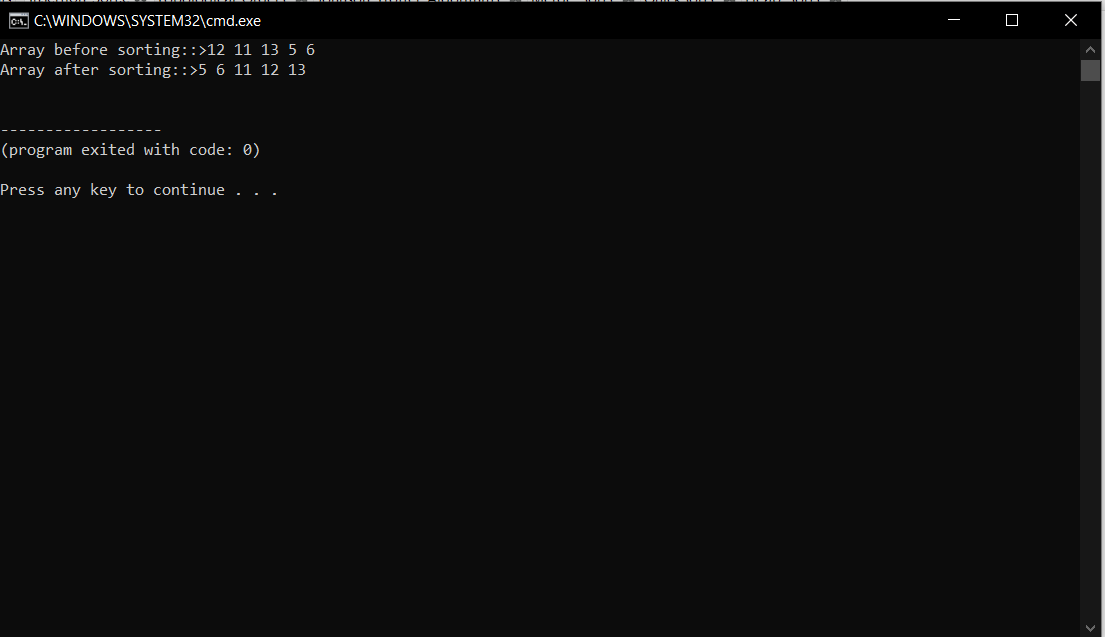 C:\WINDOWS\SYSTEM32\cmd.exe
Array before sorting::>12 11 13 5 6
Array after sorting::>5 6 11 12 13
------------------
(program exited with code: 0)
Press any key to continue . . .